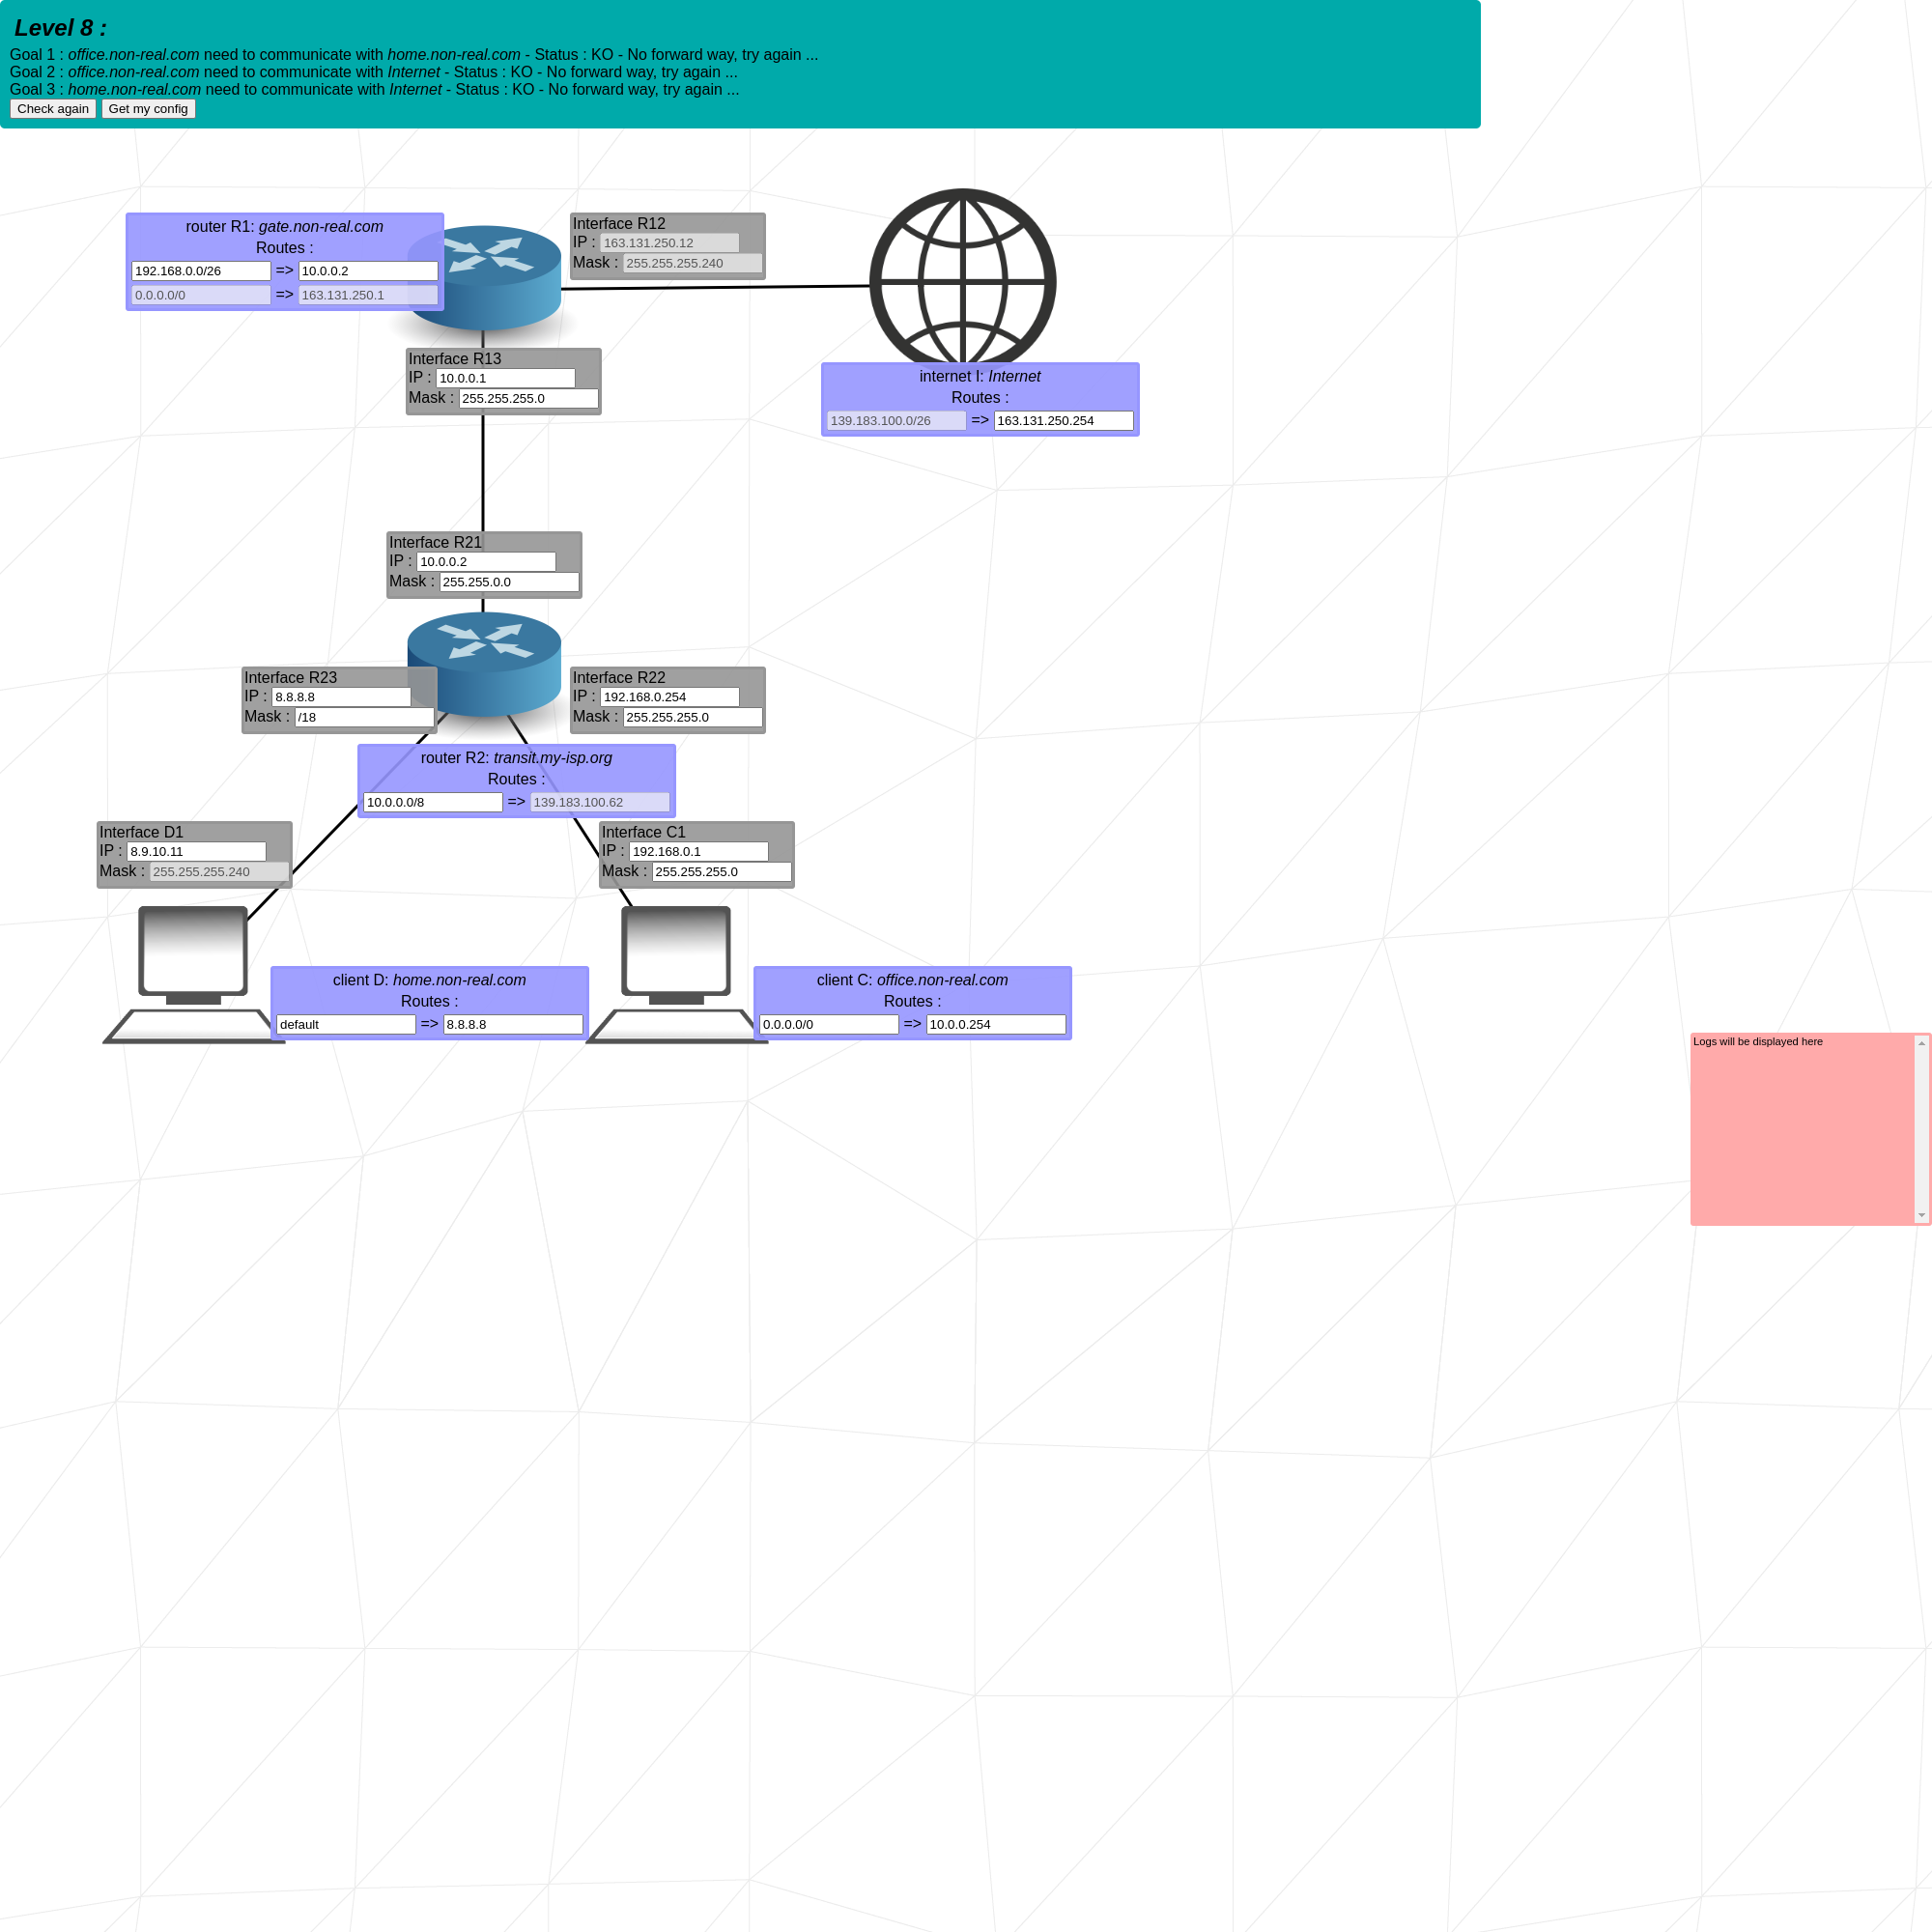 Level 8 :
Goal 1 : office.non-real.com need to communicate with home.non-real.com - Status : KO - No forward way, try again ...
Goal 2 : office.non-real.com need to communicate with Internet - Status : KO - No forward way, try again ...
Goal 3 : home.non-real.com need to communicate with Internet - Status : KO - No forward way, try again ...
Check again Get my config
router R1: gate.non-real.com
Routes :
192.168.0.0/26 => 10.0.0.2
0.0.0.0/0 => 163.131.250.1
Interface R12
IP : 163.131.250.12
Mask : 255.255.255.240
Interface R13
IP : 10.0.0.1
Mask : 255.255.255.0
internet I: Internet
Routes :
139.183.100.0/26 => 163.131.250.254
Interface R21
IP : 10.0.0.2
Mask : 255.255.0.0
Interface R23
IP : 8.8.8.8
Mask : /18
Interface R22
IP : 192.168.0.254
Mask : 255.255.255.0
router R2: transit.my-isp.org
Routes :
10.0.0.0/8 => 139.183.100.62
Interface D1
IP : 8.9.10.11
Mask : 255.255.255.240
Interface C1
IP : 192.168.0.1
Mask : 255.255.255.0
client D: home.non-real.com
Routes :
default => 8.8.8.8
client C: office.non-real.com
Routes :
0.0.0.0/0 => 10.0.0.254
Logs will be displayed here